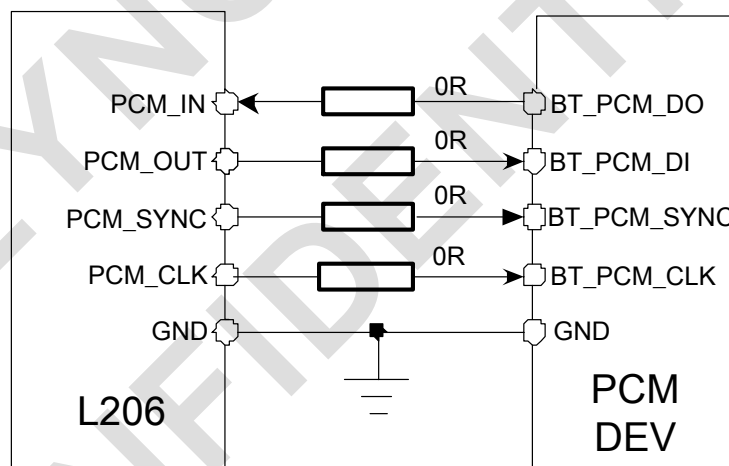 0R
PCM_IN BT_PCM_DO
0R
PCM_OUT BT_PCM_DI
0R
PCM_SYNC BT_PCM_SYNC
0R
PCM_CLK BT_PCM_CLK
GND GND
L206
PCM
DEV